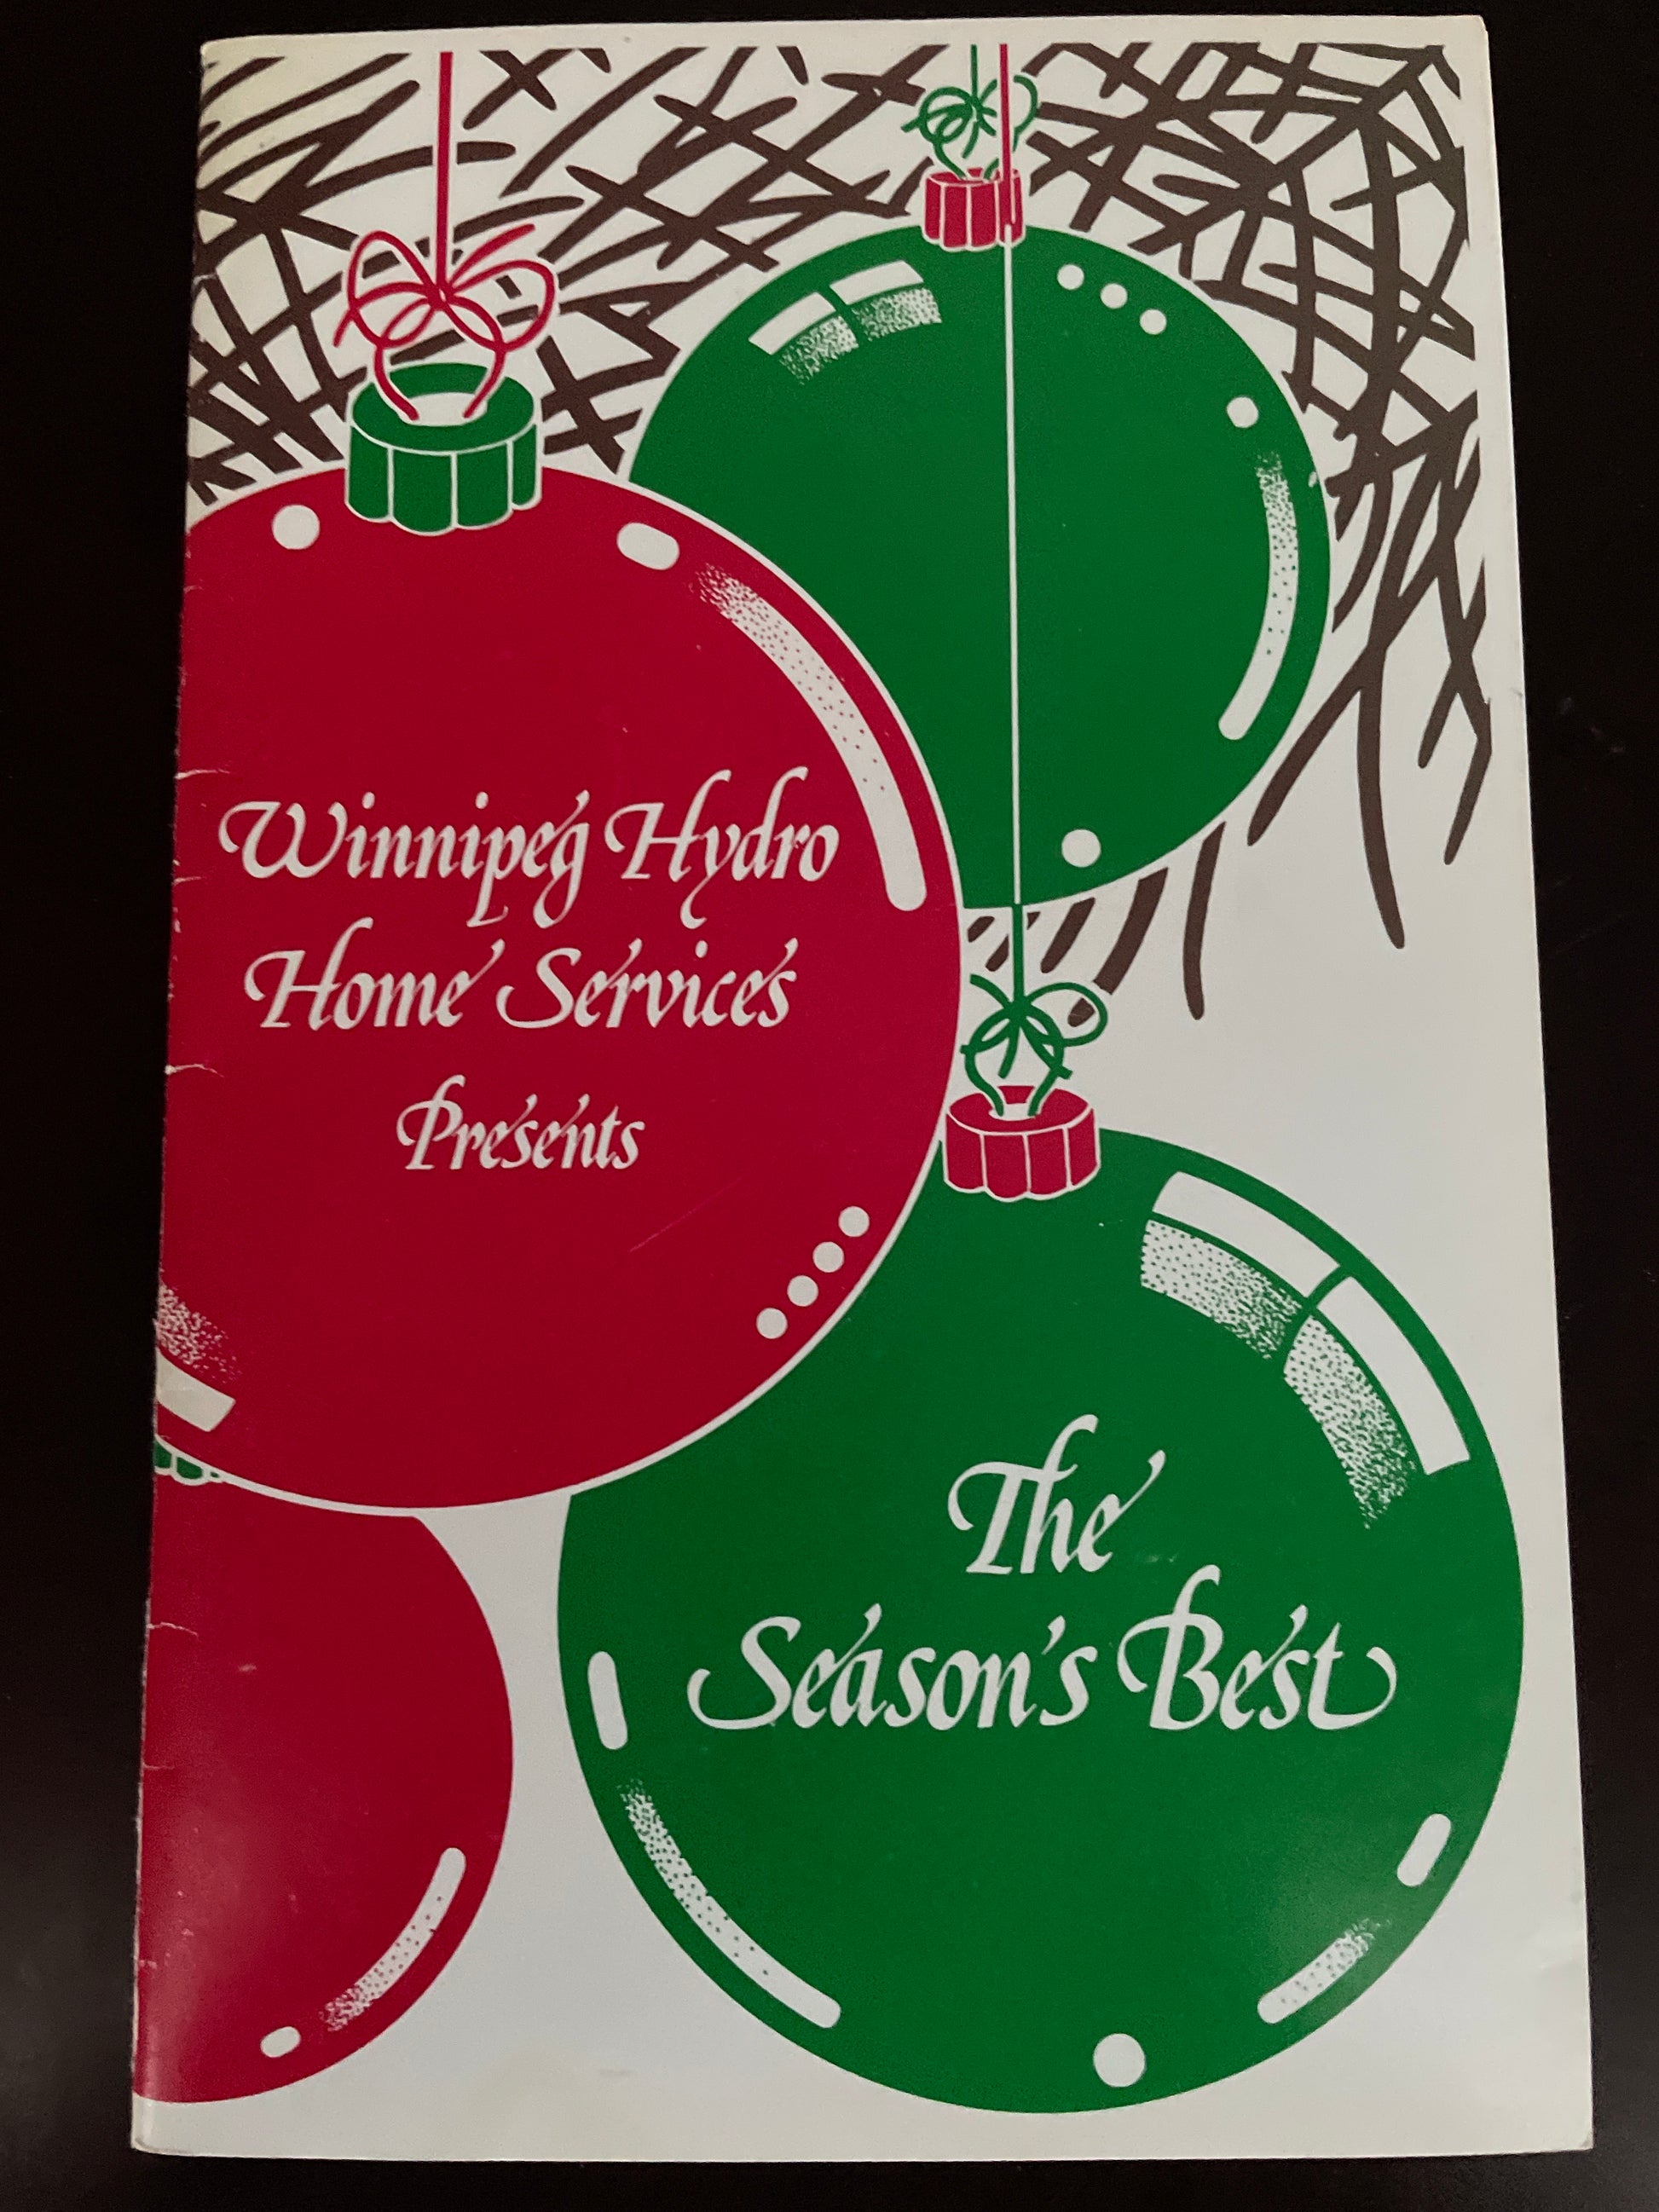 Winnipeg Hydro
Home Services
Presents
The
Season's Best